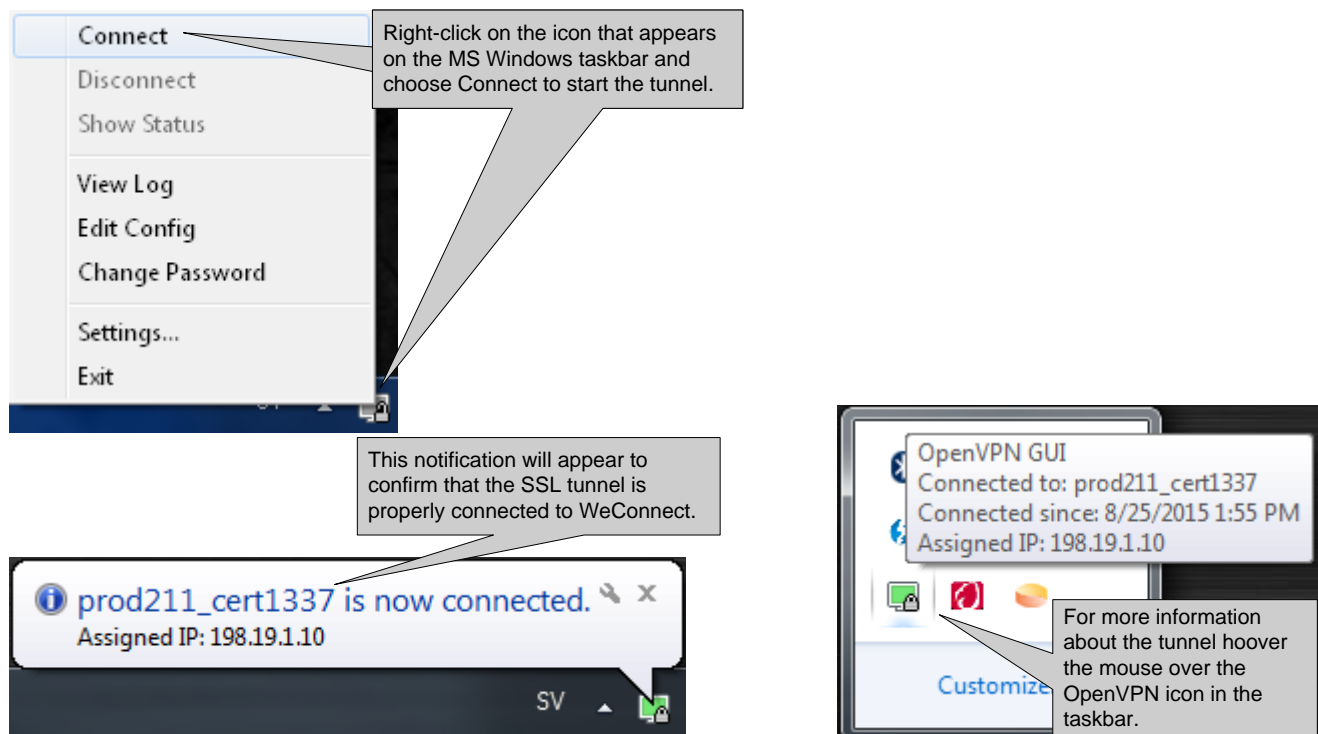 Connect
Disconnect
Show Status
View Log
Edit Config
Change Password
Settings...
Exit
Right-click on the icon that appears
on the MS Windows taskbar and
choose Connect to start the tunnel.
This notification will appear to
confirm that the SSL tunnel is
properly connected to WeConnect.
prod211_cert1337 is now connected.
Assigned IP: 198.19.1.10
SV
OpenVPN GUI
Connected to: prod211_cert1337
Connected since: 8/25/2015 1:55 PM
Assigned IP: 198.19.1.10
Customize
For more information
about the tunnel hoover
the mouse over the
OpenVPN icon in the
taskbar.